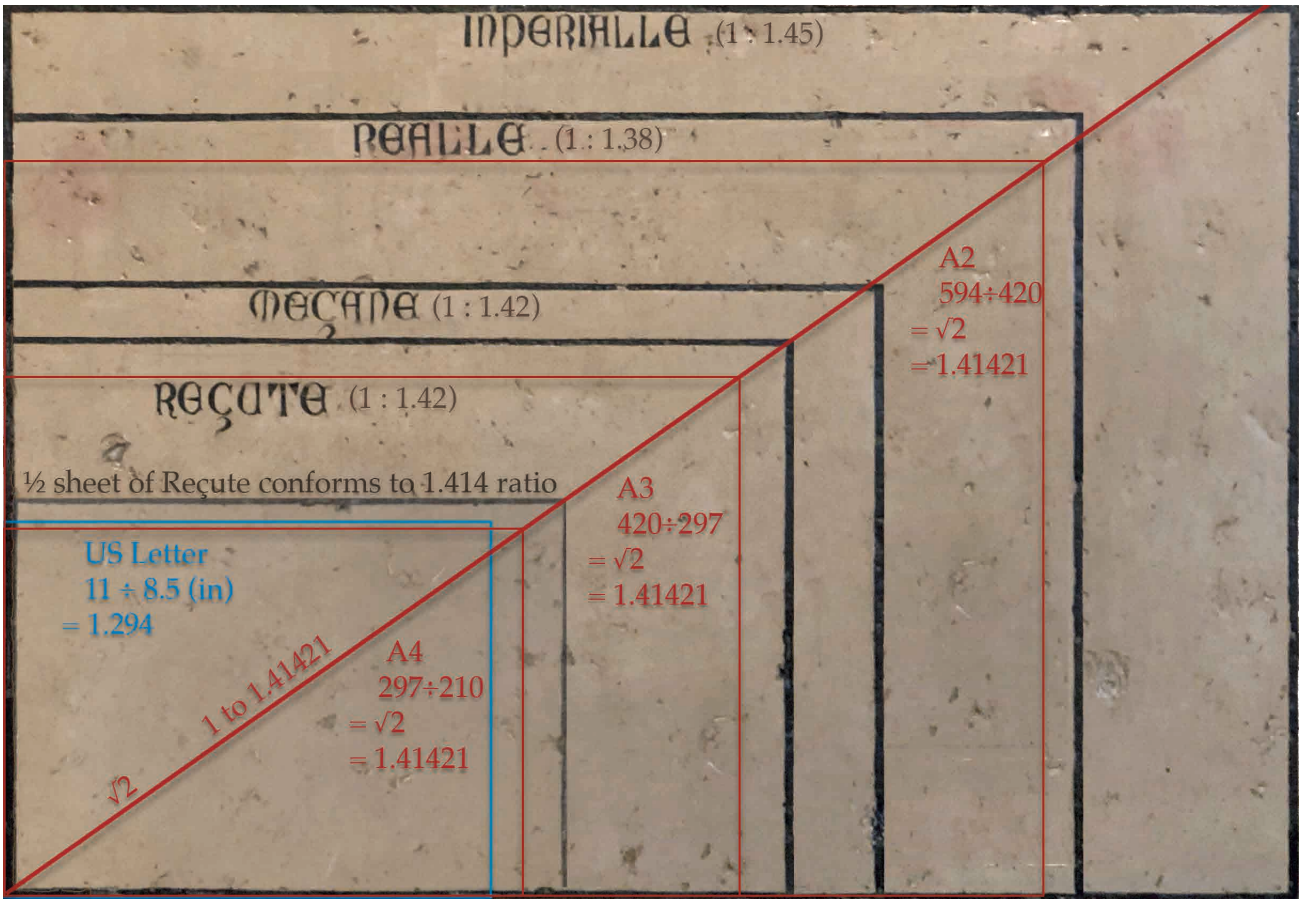 INPERIALLE (1 : 1.45)
REALLE (1 : 1.38)
A2
594÷420
= √2
= 1.41421
MEÇANE (1 : 1.42)
REÇUTE (1 : 1.42)
½ sheet of Reçute conforms to 1.414 ratio
A3
420÷297
= √2
= 1.41421
US Letter
11 ÷ 8.5 (in)
= 1.294
A4
297÷210
= √2
= 1.41421
1 to 1.41421
√2